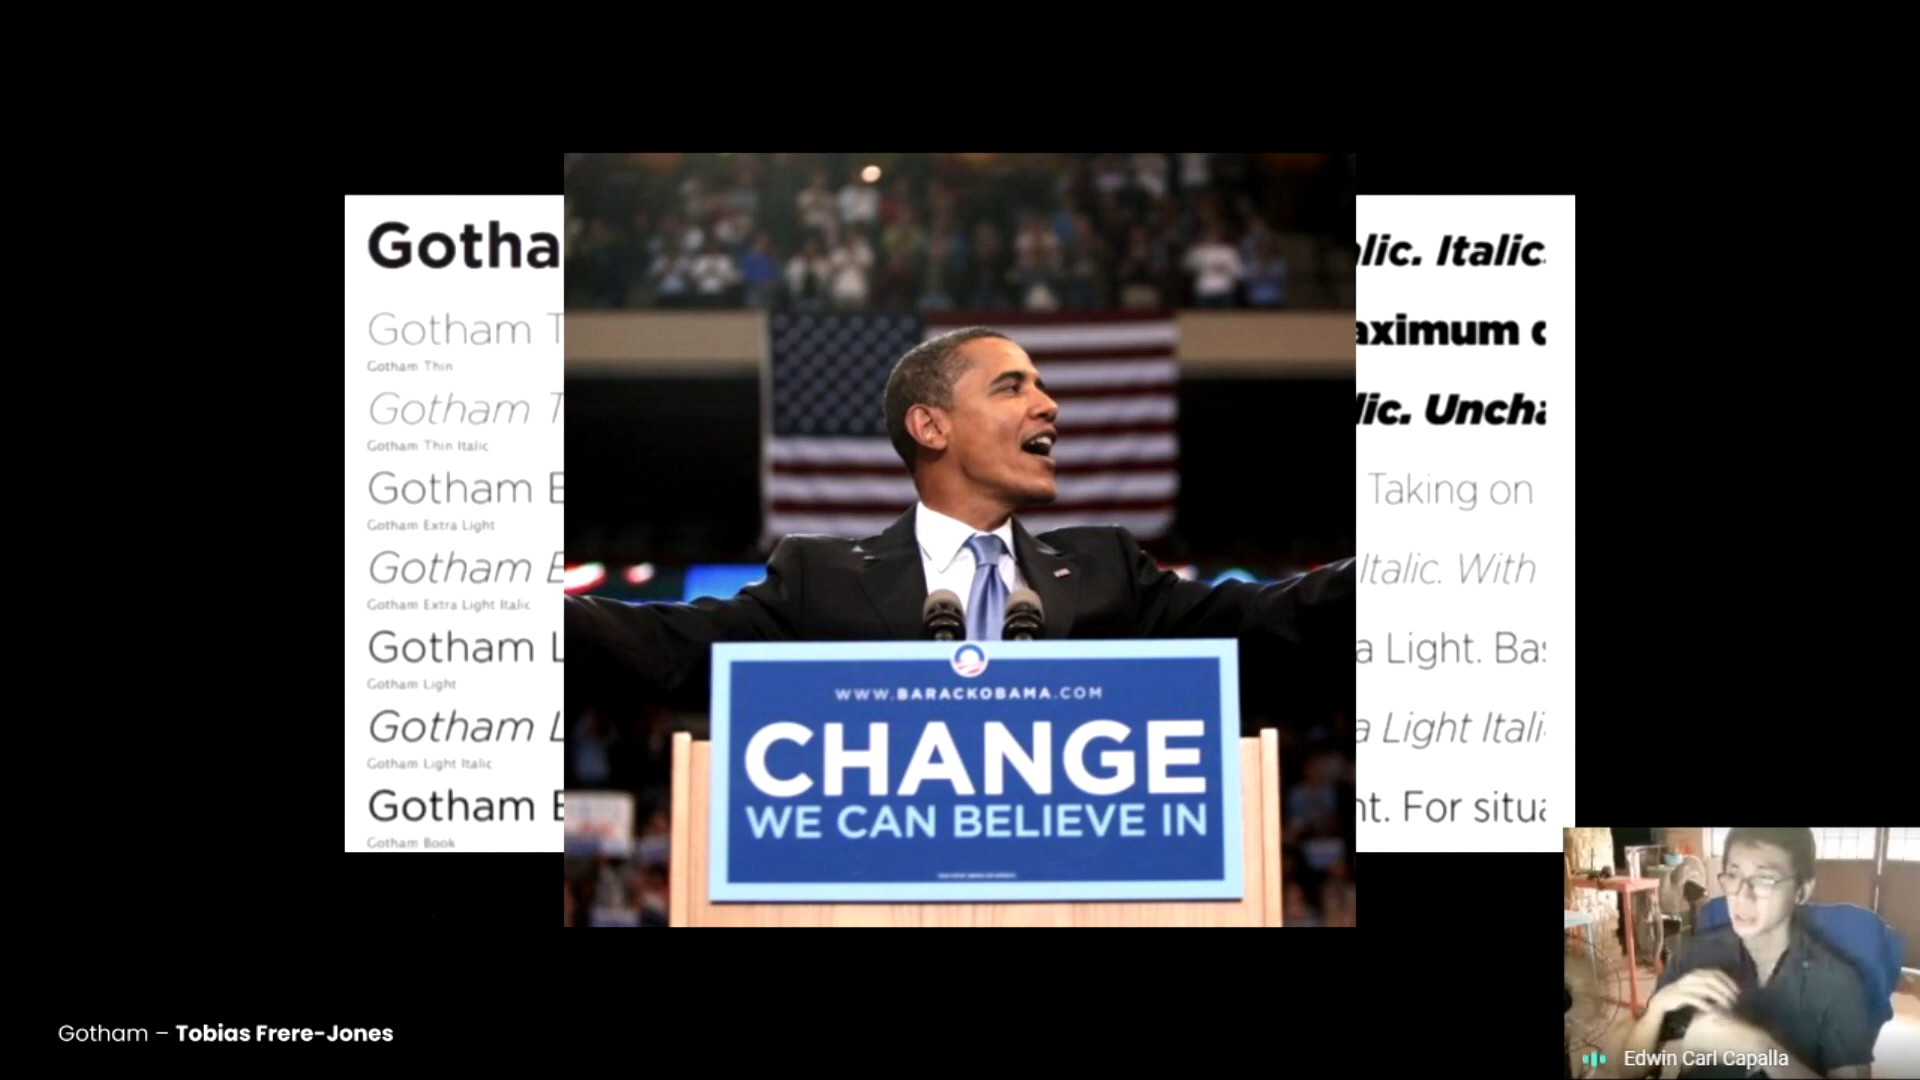 Gotha
Gotham T
Gotham Thin
Gotham T
Gotham Thin Italic
Gotham E
Gotham Extra Light
Gotham E
Gotham Extra Light Italic
Gotham L
Gotham Light
Gotham L
Gotham Light Italic
Gotham B
Gotham Book
WWW.BARACKOBAMA.COM
CHANGE
WE CAN BELIEVE IN
lic. Italic.
aximum
lic. Uncha
Taking on
Italic. With
a Light. Bas
a Light Itali
nt. For situa
Gotham – Tobias Frere-Jones
Edwin Carl Capalla